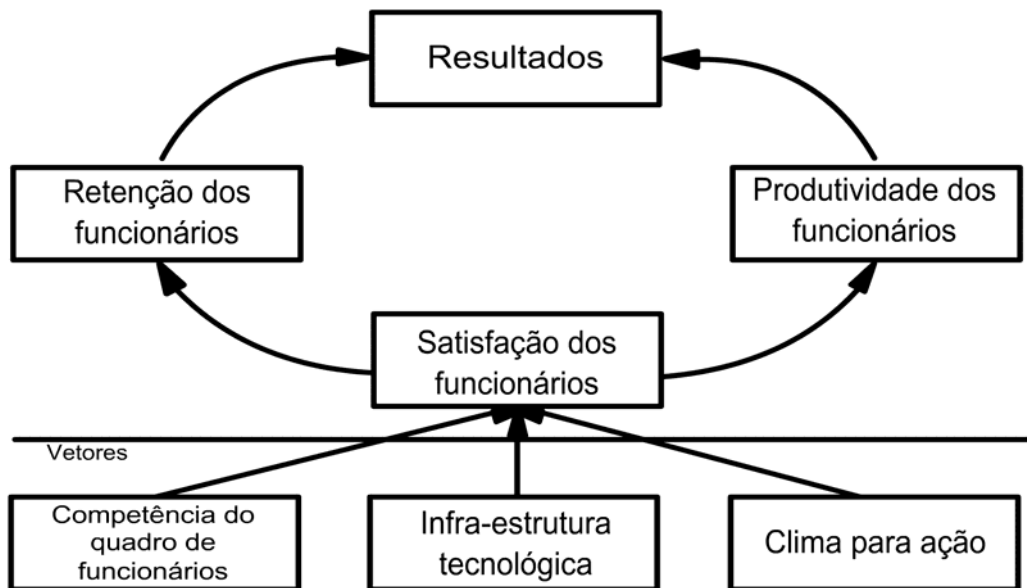 Resultados
Retenção dos
funcionários
Produtividade dos
funcionários
Satisfação dos
funcionários
Vetores
Competência do
quadro de
funcionários
Infra-estrutura
tecnológica
Clima para ação